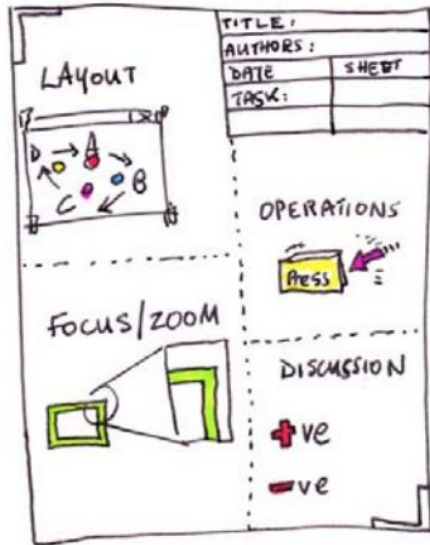 TITLE:
AUTHORS:
DATE SHEET
TASK:
LAYOUT
D A
B
C
OPERATIONS
Press
FOCUS/ZOOM
DISCUSSION
+ve
-ve